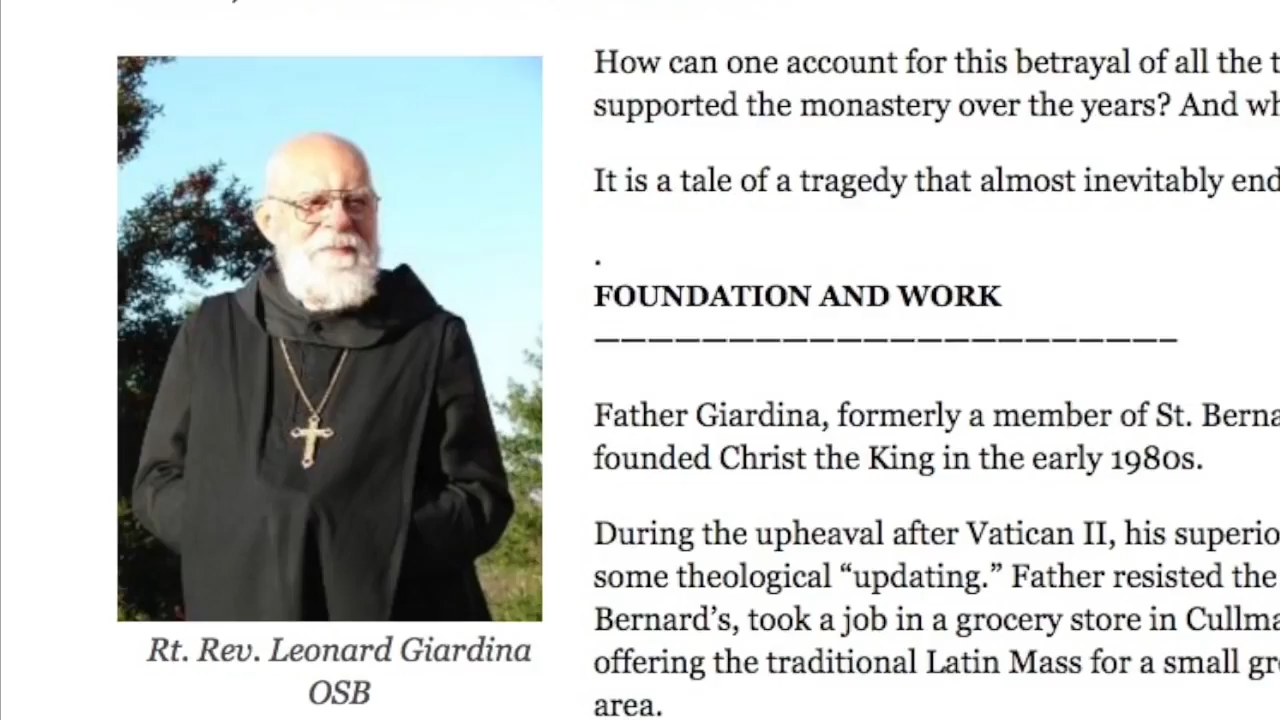 How can one account for this betrayal of all the
supported the monastery over the years? And
It is a tale of a tragedy that almost inevitably
.
FOUNDATION AND WORK
——————————————————————
Father Giardina, formerly a member of St.
founded Christ the King in the early 1980s.
During the upheaval after Vatican II, his
some theological “updating.” Father resisted the
Bernard’s, took a job in a grocery store in
offering the traditional Latin Mass for a small
area.
Rt. Rev. Leonard Giardina
OSB